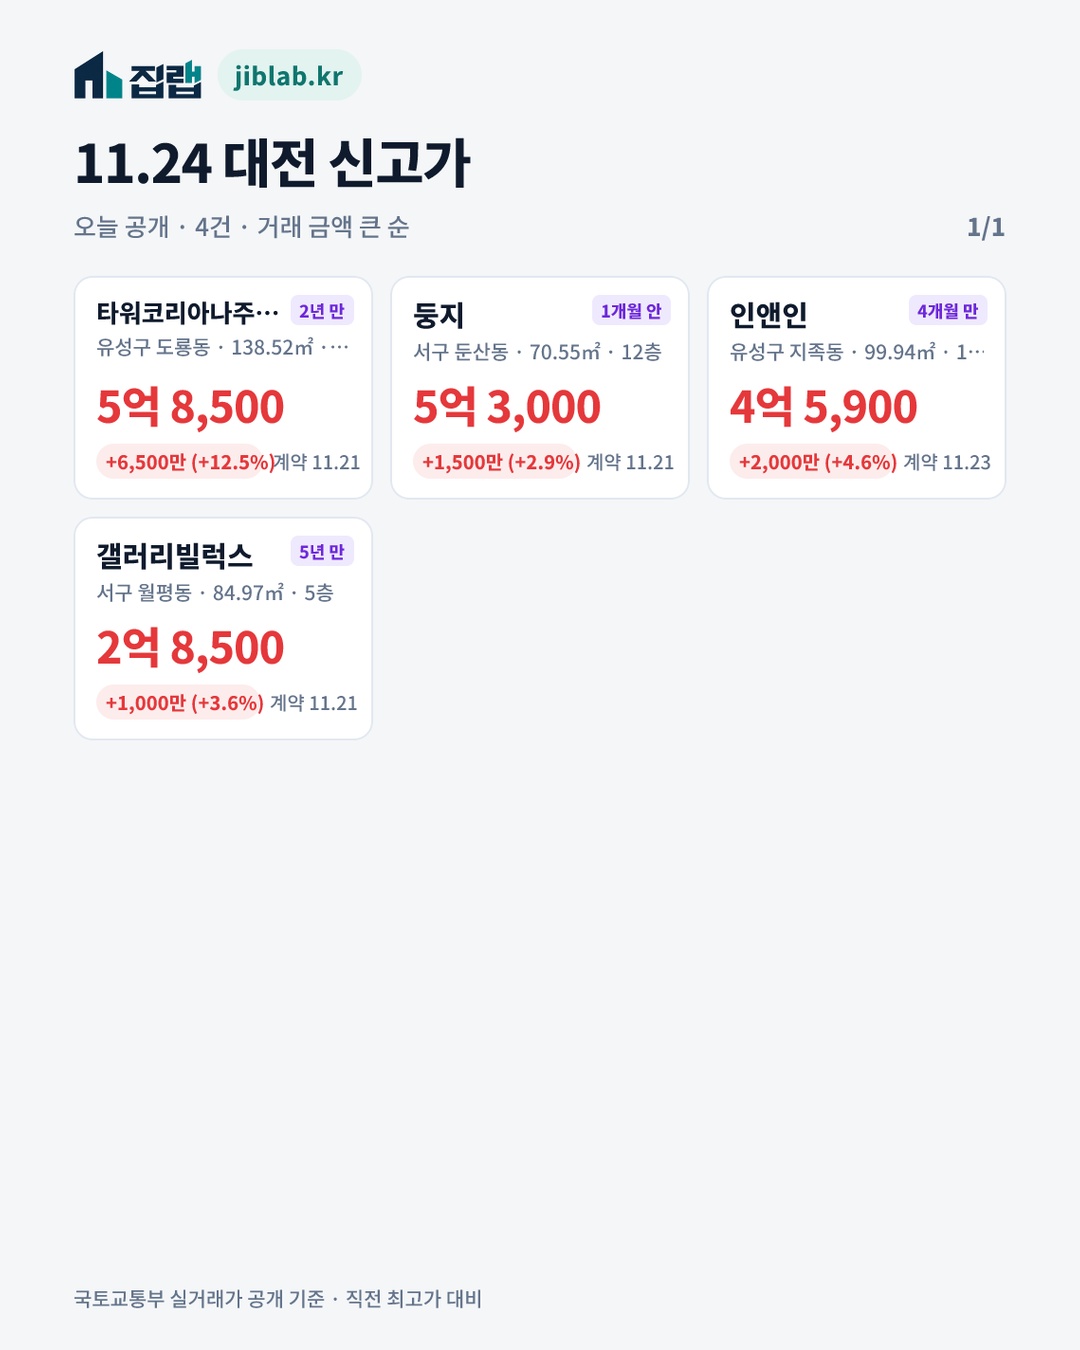 집랩 jiblab.kr
11.24 대전 신고가
오늘 공개 · 4건 · 거래 금액 큰 순 1/1
타워코리아나주··· 2년 만
유성구 도룡동 · 138.52㎡ ····
5억 8,500
+6,500만 (+12.5%) 계약 11.21
둥지 1개월 안
서구 둔산동 · 70.55㎡ · 12층
5억 3,000
+1,500만 (+2.9%) 계약 11.21
인앤인 4개월 만
유성구 지족동 · 99.94㎡ · 1···
4억 5,900
+2,000만 (+4.6%) 계약 11.23
갤러리빌럭스 5년 만
서구 월평동 · 84.97㎡ · 5층
2억 8,500
+1,000만 (+3.6%) 계약 11.21
국토교통부 실거래가 공개 기준 · 직전 최고가 대비